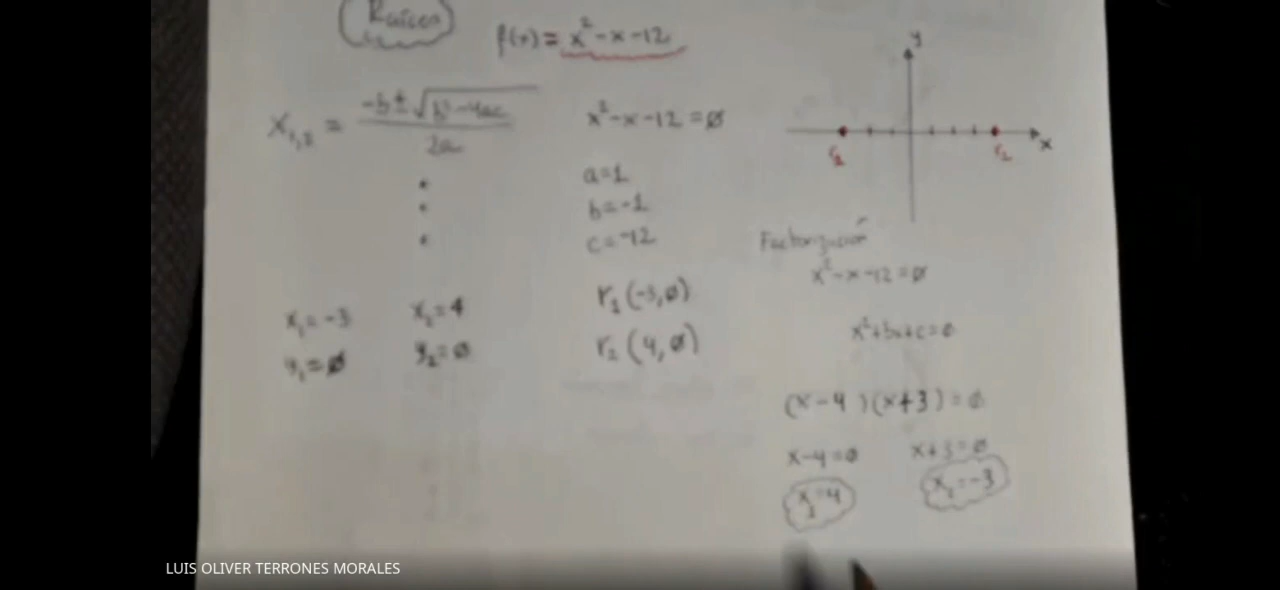 Raíces
f(x) = x² - x - 12
x₁,₂ = (-b ± √(b² - 4ac)) / 2a
x² - x - 12 = 0
a = 1
b = -1
c = -12
x₁ = -3
x₂ = 4
y₁ = 0
y₂ = 0
r₁ (-3, 0)
r₂ (4, 0)
y
x
r₂
Factorización
x² - x - 12 = 0
x² + bx + c = 0
(x - 4)(x + 3) = 0
x - 4 = 0
x + 3 = 0
x₁ = 4
x₂ = -3
LUIS OLIVER TERRONES MORALES